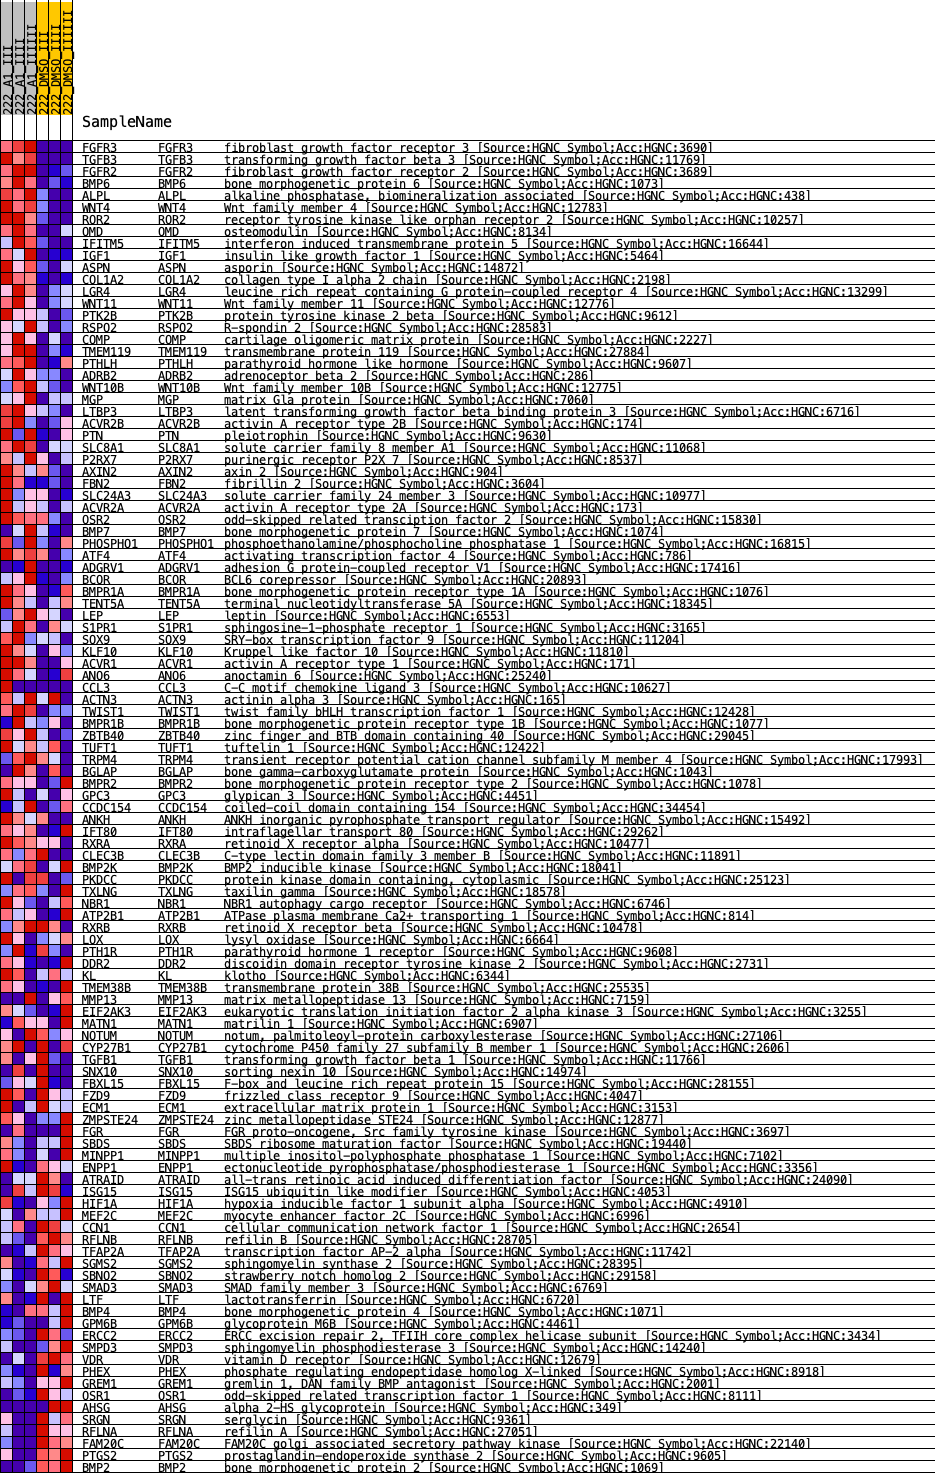 222_A1_III
222_A1_IIII
222_A1_IIIIII
222_DMSO_III
222_DMSO_IIII
222_DMSO_IIIIII
SampleName
FGFR3 FGFR3 fibroblast growth factor receptor 3 [Source:HGNC Symbol;Acc:HGNC:3690]
TGFB3 TGFB3 transforming growth factor beta 3 [Source:HGNC Symbol;Acc:HGNC:11769]
FGFR2 FGFR2 fibroblast growth factor receptor 2 [Source:HGNC Symbol;Acc:HGNC:3689]
BMP6 BMP6 bone morphogenetic protein 6 [Source:HGNC Symbol;Acc:HGNC:1073]
ALPL ALPL alkaline phosphatase, biomineralization associated [Source:HGNC Symbol;Acc:HGNC:438]
WNT4 WNT4 Wnt family member 4 [Source:HGNC Symbol;Acc:HGNC:12783]
ROR2 ROR2 receptor tyrosine kinase like orphan receptor 2 [Source:HGNC Symbol;Acc:HGNC:10257]
OMD OMD osteomodulin [Source:HGNC Symbol;Acc:HGNC:8134]
IFITM5 IFITM5 interferon induced transmembrane protein 5 [Source:HGNC Symbol;Acc:HGNC:16644]
IGF1 IGF1 insulin like growth factor 1 [Source:HGNC Symbol;Acc:HGNC:5464]
ASPN ASPN asporin [Source:HGNC Symbol;Acc:HGNC:14872]
COL1A2 COL1A2 collagen type I alpha 2 chain [Source:HGNC Symbol;Acc:HGNC:2198]
LGR4 LGR4 leucine rich repeat containing G protein-coupled receptor 4 [Source:HGNC Symbol;Acc:HGNC:13299]
WNT11 WNT11 Wnt family member 11 [Source:HGNC Symbol;Acc:HGNC:12776]
PTK2B PTK2B protein tyrosine kinase 2 beta [Source:HGNC Symbol;Acc:HGNC:9612]
RSPO2 RSPO2 R-spondin 2 [Source:HGNC Symbol;Acc:HGNC:28583]
COMP COMP cartilage oligomeric matrix protein [Source:HGNC Symbol;Acc:HGNC:2227]
TMEM119 TMEM119 transmembrane protein 119 [Source:HGNC Symbol;Acc:HGNC:27884]
PTHLH PTHLH parathyroid hormone like hormone [Source:HGNC Symbol;Acc:HGNC:9607]
ADRB2 ADRB2 adrenoceptor beta 2 [Source:HGNC Symbol;Acc:HGNC:286]
WNT10B WNT10B Wnt family member 10B [Source:HGNC Symbol;Acc:HGNC:12775]
MGP MGP matrix Gla protein [Source:HGNC Symbol;Acc:HGNC:7060]
LTBP3 LTBP3 latent transforming growth factor beta binding protein 3 [Source:HGNC Symbol;Acc:HGNC:6716]
ACVR2B ACVR2B activin A receptor type 2B [Source:HGNC Symbol;Acc:HGNC:174]
PTN PTN pleiotrophin [Source:HGNC Symbol;Acc:HGNC:9630]
SLC8A1 SLC8A1 solute carrier family 8 member A1 [Source:HGNC Symbol;Acc:HGNC:11068]
P2RX7 P2RX7 purinergic receptor P2X 7 [Source:HGNC Symbol;Acc:HGNC:8537]
AXIN2 AXIN2 axin 2 [Source:HGNC Symbol;Acc:HGNC:904]
FBN2 FBN2 fibrillin 2 [Source:HGNC Symbol;Acc:HGNC:3604]
SLC24A3 SLC24A3 solute carrier family 24 member 3 [Source:HGNC Symbol;Acc:HGNC:10977]
ACVR2A ACVR2A activin A receptor type 2A [Source:HGNC Symbol;Acc:HGNC:173]
OSR2 OSR2 odd-skipped related transciption factor 2 [Source:HGNC Symbol;Acc:HGNC:15830]
BMP7 BMP7 bone morphogenetic protein 7 [Source:HGNC Symbol;Acc:HGNC:1074]
PHOSPHO1 PHOSPHO1 phosphoethanolamine/phosphocholine phosphatase 1 [Source:HGNC Symbol;Acc:HGNC:16815]
ATF4 ATF4 activating transcription factor 4 [Source:HGNC Symbol;Acc:HGNC:786]
ADGRV1 ADGRV1 adhesion G protein-coupled receptor V1 [Source:HGNC Symbol;Acc:HGNC:17416]
BCOR BCOR BCL6 corepressor [Source:HGNC Symbol;Acc:HGNC:20893]
BMPR1A BMPR1A bone morphogenetic protein receptor type 1A [Source:HGNC Symbol;Acc:HGNC:1076]
TENT5A TENT5A terminal nucleotidyltransferase 5A [Source:HGNC Symbol;Acc:HGNC:18345]
LEP LEP leptin [Source:HGNC Symbol;Acc:HGNC:6553]
S1PR1 S1PR1 sphingosine-1-phosphate receptor 1 [Source:HGNC Symbol;Acc:HGNC:3165]
SOX9 SOX9 SRY-box transcription factor 9 [Source:HGNC Symbol;Acc:HGNC:11204]
KLF10 KLF10 Kruppel like factor 10 [Source:HGNC Symbol;Acc:HGNC:11810]
ACVR1 ACVR1 activin A receptor type 1 [Source:HGNC Symbol;Acc:HGNC:171]
ANO6 ANO6 anoctamin 6 [Source:HGNC Symbol;Acc:HGNC:25240]
CCL3 CCL3 C-C motif chemokine ligand 3 [Source:HGNC Symbol;Acc:HGNC:10627]
ACTN3 ACTN3 actinin alpha 3 [Source:HGNC Symbol;Acc:HGNC:165]
TWIST1 TWIST1 twist family bHLH transcription factor 1 [Source:HGNC Symbol;Acc:HGNC:12428]
BMPR1B BMPR1B bone morphogenetic protein receptor type 1B [Source:HGNC Symbol;Acc:HGNC:1077]
ZBTB40 ZBTB40 zinc finger and BTB domain containing 40 [Source:HGNC Symbol;Acc:HGNC:29045]
TUFT1 TUFT1 tuftelin 1 [Source:HGNC Symbol;Acc:HGNC:12422]
TRPM4 TRPM4 transient receptor potential cation channel subfamily M member 4 [Source:HGNC Symbol;Acc:HGNC:17993]
BGLAP BGLAP bone gamma-carboxyglutamate protein [Source:HGNC Symbol;Acc:HGNC:1043]
BMPR2 BMPR2 bone morphogenetic protein receptor type 2 [Source:HGNC Symbol;Acc:HGNC:1078]
GPC3 GPC3 glypican 3 [Source:HGNC Symbol;Acc:HGNC:4451]
CCDC154 CCDC154 coiled-coil domain containing 154 [Source:HGNC Symbol;Acc:HGNC:34454]
ANKH ANKH ANKH inorganic pyrophosphate transport regulator [Source:HGNC Symbol;Acc:HGNC:15492]
IFT80 IFT80 intraflagellar transport 80 [Source:HGNC Symbol;Acc:HGNC:29262]
RXRA RXRA retinoid X receptor alpha [Source:HGNC Symbol;Acc:HGNC:10477]
CLEC3B CLEC3B C-type lectin domain family 3 member B [Source:HGNC Symbol;Acc:HGNC:11891]
BMP2K BMP2K BMP2 inducible kinase [Source:HGNC Symbol;Acc:HGNC:18041]
PKDCC PKDCC protein kinase domain containing, cytoplasmic [Source:HGNC Symbol;Acc:HGNC:25123]
TXLNG TXLNG taxilin gamma [Source:HGNC Symbol;Acc:HGNC:18578]
NBR1 NBR1 NBR1 autophagy cargo receptor [Source:HGNC Symbol;Acc:HGNC:6746]
ATP2B1 ATP2B1 ATPase plasma membrane Ca2+ transporting 1 [Source:HGNC Symbol;Acc:HGNC:814]
RXRB RXRB retinoid X receptor beta [Source:HGNC Symbol;Acc:HGNC:10478]
LOX LOX lysyl oxidase [Source:HGNC Symbol;Acc:HGNC:6664]
PTH1R PTH1R parathyroid hormone 1 receptor [Source:HGNC Symbol;Acc:HGNC:9608]
DDR2 DDR2 discoidin domain receptor tyrosine kinase 2 [Source:HGNC Symbol;Acc:HGNC:2731]
KL KL klotho [Source:HGNC Symbol;Acc:HGNC:6344]
TMEM38B TMEM38B transmembrane protein 38B [Source:HGNC Symbol;Acc:HGNC:25535]
MMP13 MMP13 matrix metallopeptidase 13 [Source:HGNC Symbol;Acc:HGNC:7159]
EIF2AK3 EIF2AK3 eukaryotic translation initiation factor 2 alpha kinase 3 [Source:HGNC Symbol;Acc:HGNC:3255]
MATN1 MATN1 matrilin 1 [Source:HGNC Symbol;Acc:HGNC:6907]
NOTUM NOTUM notum, palmitoleoyl-protein carboxylesterase [Source:HGNC Symbol;Acc:HGNC:27106]
CYP27B1 CYP27B1 cytochrome P450 family 27 subfamily B member 1 [Source:HGNC Symbol;Acc:HGNC:2606]
TGFB1 TGFB1 transforming growth factor beta 1 [Source:HGNC Symbol;Acc:HGNC:11766]
SNX10 SNX10 sorting nexin 10 [Source:HGNC Symbol;Acc:HGNC:14974]
FBXL15 FBXL15 F-box and leucine rich repeat protein 15 [Source:HGNC Symbol;Acc:HGNC:28155]
FZD9 FZD9 frizzled class receptor 9 [Source:HGNC Symbol;Acc:HGNC:4047]
ECM1 ECM1 extracellular matrix protein 1 [Source:HGNC Symbol;Acc:HGNC:3153]
ZMPSTE24 ZMPSTE24 zinc metallopeptidase STE24 [Source:HGNC Symbol;Acc:HGNC:12877]
FGR FGR FGR proto-oncogene, Src family tyrosine kinase [Source:HGNC Symbol;Acc:HGNC:3697]
SBDS SBDS SBDS ribosome maturation factor [Source:HGNC Symbol;Acc:HGNC:19440]
MINPP1 MINPP1 multiple inositol-polyphosphate phosphatase 1 [Source:HGNC Symbol;Acc:HGNC:7102]
ENPP1 ENPP1 ectonucleotide pyrophosphatase/phosphodiesterase 1 [Source:HGNC Symbol;Acc:HGNC:3356]
ATRAID ATRAID all-trans retinoic acid induced differentiation factor [Source:HGNC Symbol;Acc:HGNC:24090]
ISG15 ISG15 ISG15 ubiquitin like modifier [Source:HGNC Symbol;Acc:HGNC:4053]
HIF1A HIF1A hypoxia inducible factor 1 subunit alpha [Source:HGNC Symbol;Acc:HGNC:4910]
MEF2C MEF2C myocyte enhancer factor 2C [Source:HGNC Symbol;Acc:HGNC:6996]
CCN1 CCN1 cellular communication network factor 1 [Source:HGNC Symbol;Acc:HGNC:2654]
RFLNB RFLNB refilin B [Source:HGNC Symbol;Acc:HGNC:28705]
TFAP2A TFAP2A transcription factor AP-2 alpha [Source:HGNC Symbol;Acc:HGNC:11742]
SGMS2 SGMS2 sphingomyelin synthase 2 [Source:HGNC Symbol;Acc:HGNC:28395]
SBNO2 SBNO2 strawberry notch homolog 2 [Source:HGNC Symbol;Acc:HGNC:29158]
SMAD3 SMAD3 SMAD family member 3 [Source:HGNC Symbol;Acc:HGNC:6769]
LTF LTF lactotransferrin [Source:HGNC Symbol;Acc:HGNC:6720]
BMP4 BMP4 bone morphogenetic protein 4 [Source:HGNC Symbol;Acc:HGNC:1071]
GPM6B GPM6B glycoprotein M6B [Source:HGNC Symbol;Acc:HGNC:4461]
ERCC2 ERCC2 ERCC excision repair 2, TFIIH core complex helicase subunit [Source:HGNC Symbol;Acc:HGNC:3434]
SMPD3 SMPD3 sphingomyelin phosphodiesterase 3 [Source:HGNC Symbol;Acc:HGNC:14240]
VDR VDR vitamin D receptor [Source:HGNC Symbol;Acc:HGNC:12679]
PHEX PHEX phosphate regulating endopeptidase homolog X-linked [Source:HGNC Symbol;Acc:HGNC:8918]
GREM1 GREM1 gremlin 1, DAN family BMP antagonist [Source:HGNC Symbol;Acc:HGNC:2001]
OSR1 OSR1 odd-skipped related transcription factor 1 [Source:HGNC Symbol;Acc:HGNC:8111]
AHSG AHSG alpha 2-HS glycoprotein [Source:HGNC Symbol;Acc:HGNC:349]
SRGN SRGN serglycin [Source:HGNC Symbol;Acc:HGNC:9361]
RFLNA RFLNA refilin A [Source:HGNC Symbol;Acc:HGNC:27051]
FAM20C FAM20C FAM20C golgi associated secretory pathway kinase [Source:HGNC Symbol;Acc:HGNC:22140]
PTGS2 PTGS2 prostaglandin-endoperoxide synthase 2 [Source:HGNC Symbol;Acc:HGNC:9605]
BMP2 BMP2 bone morphogenetic protein 2 [Source:HGNC Symbol;Acc:HGNC:1069]